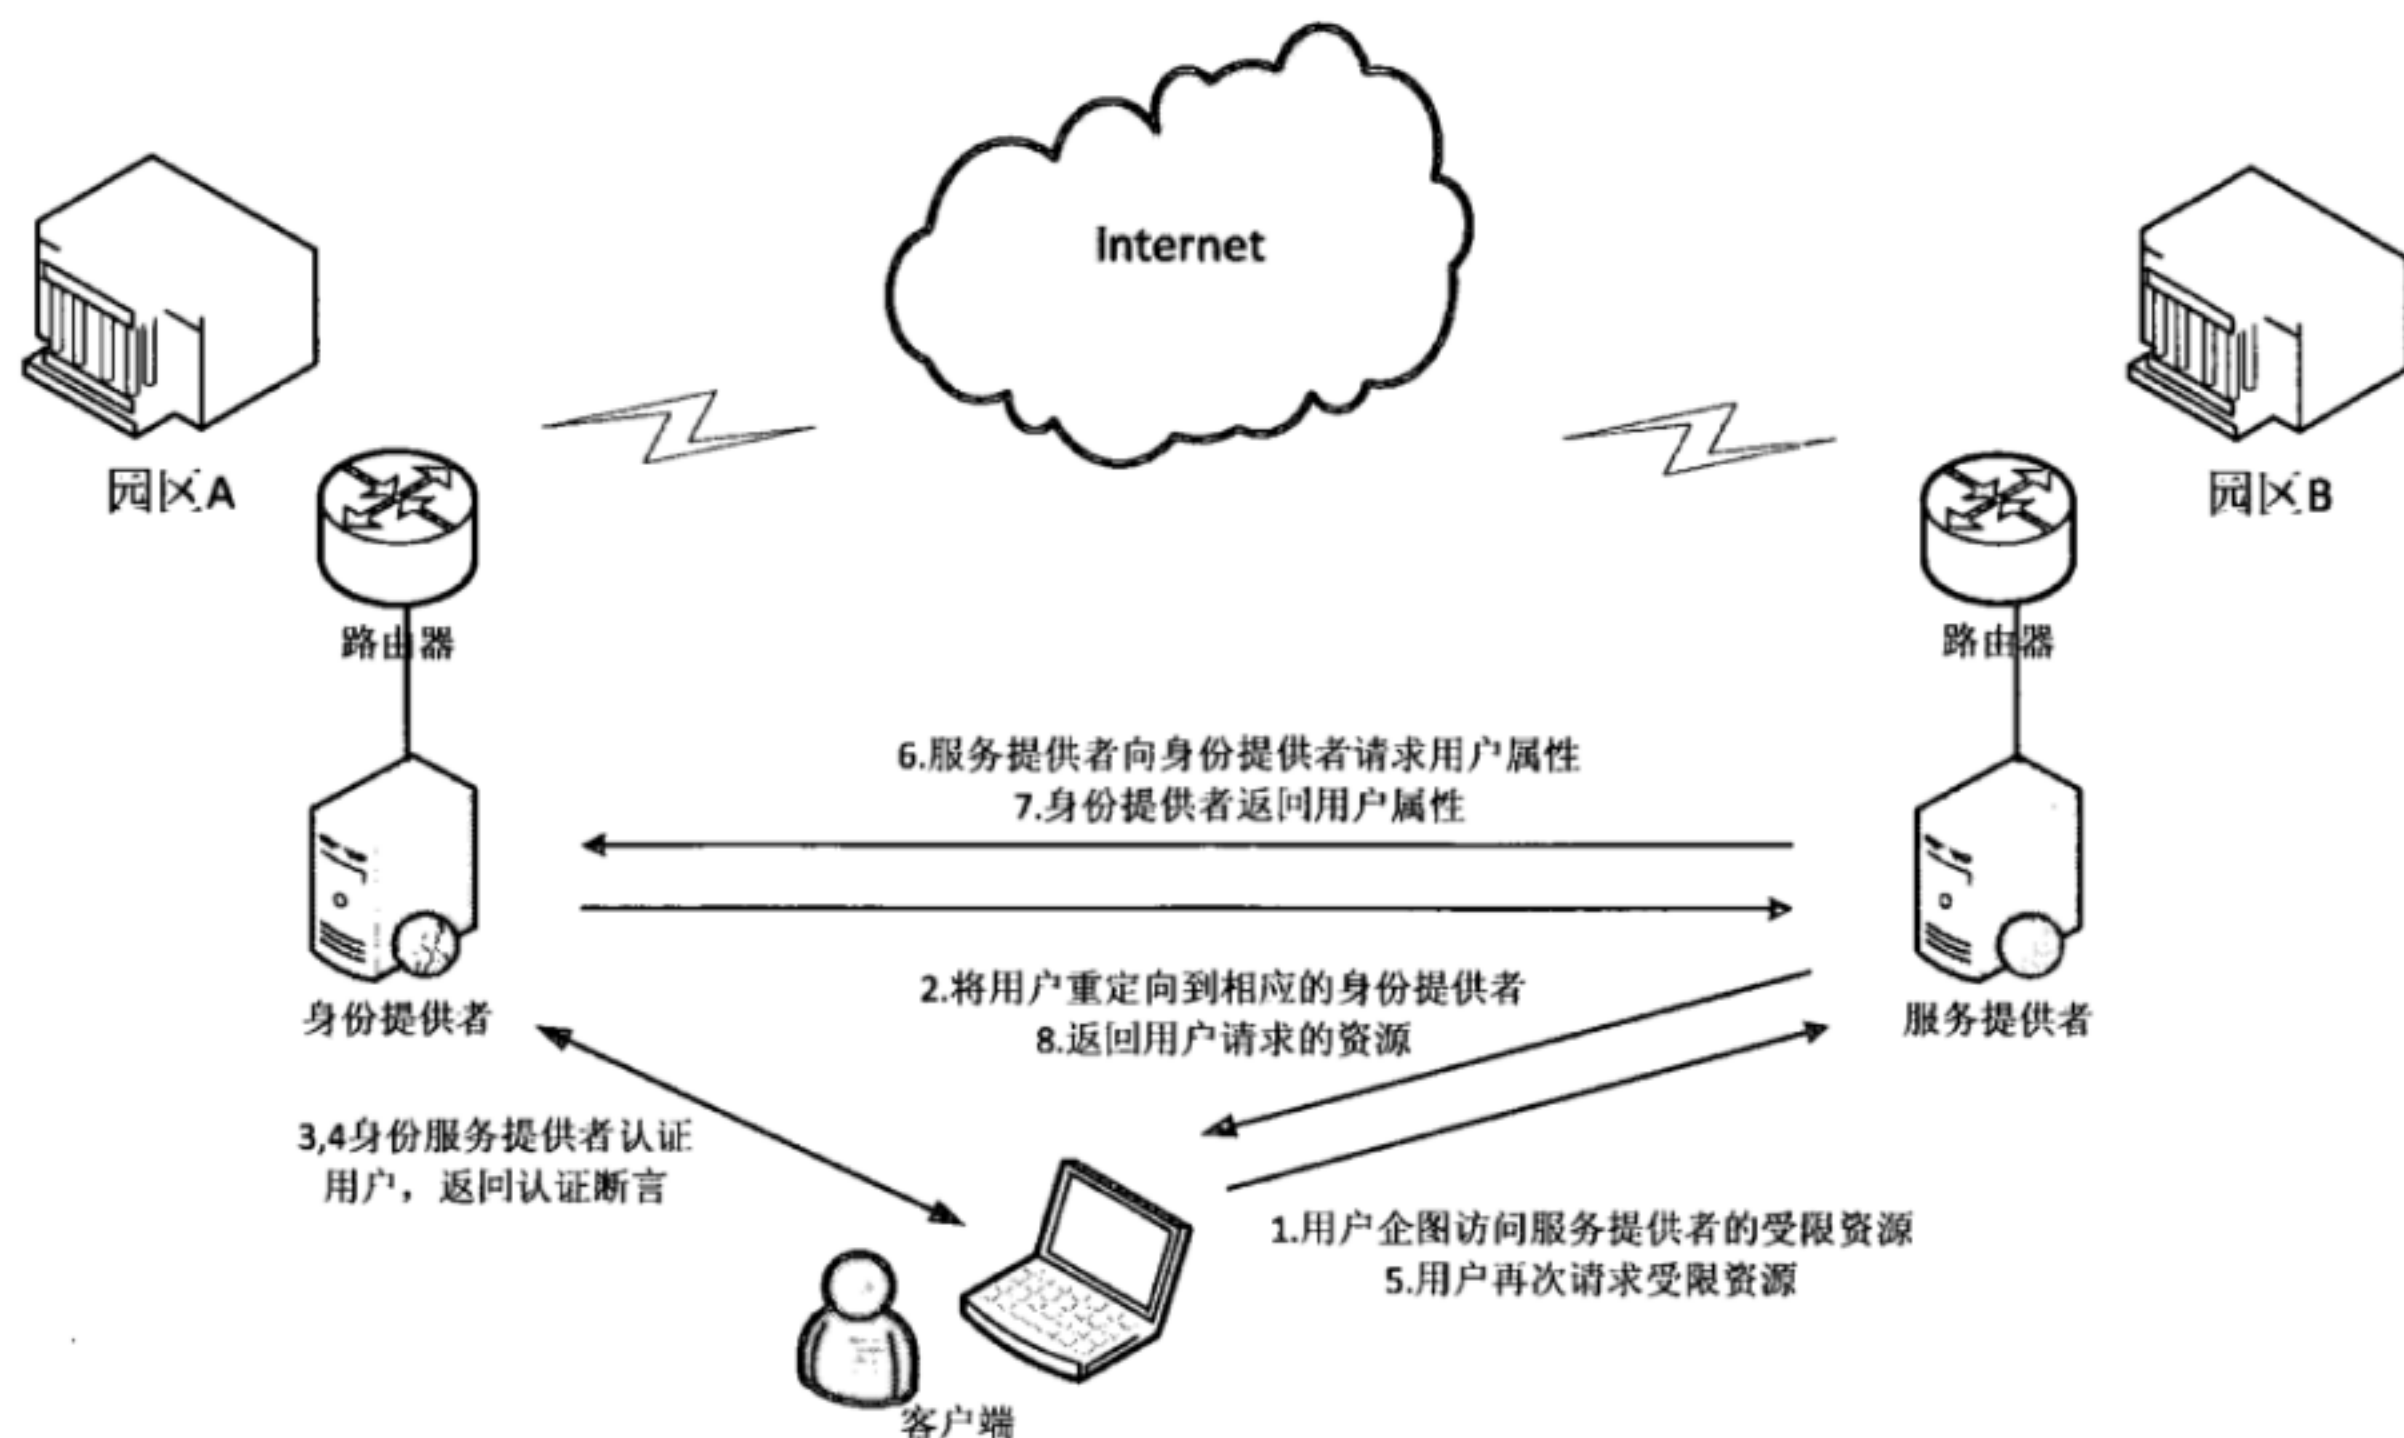 Internet
园区A
园区B
路由器
路由器
6.服务提供者向身份提供者请求用户属性
7.身份提供者返回用户属性
2.将用户重定向到相应的身份提供者
8.返回用户请求的资源
身份提供者
服务提供者
3,4身份服务提供者认证
用户，返回认证断言
1.用户企图访问服务提供者的受限资源
5.用户再次请求受限资源
客户端